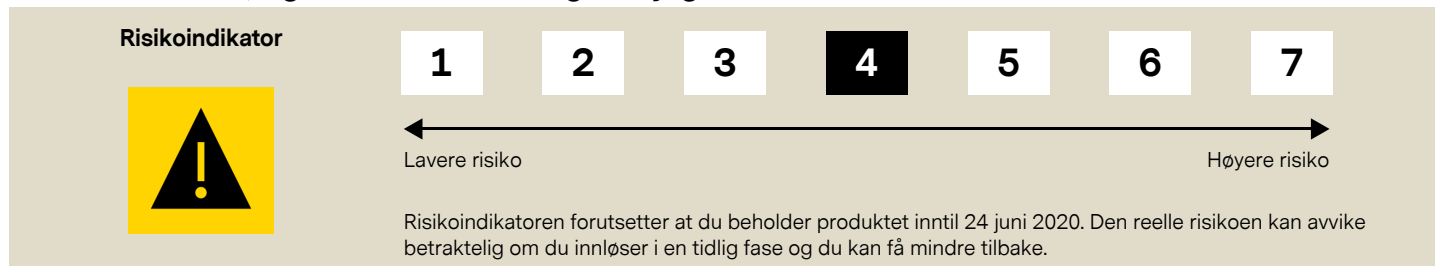 Risikoindikator
1 2 3 4 5 6 7
Lavere risiko Høyere risiko
Risikoindikatoren forutsetter at du beholder produktet inntil 24 juni 2020. Den reelle risikoen kan avvike
betraktelig om du innløser i en tidlig fase og du kan få mindre tilbake.